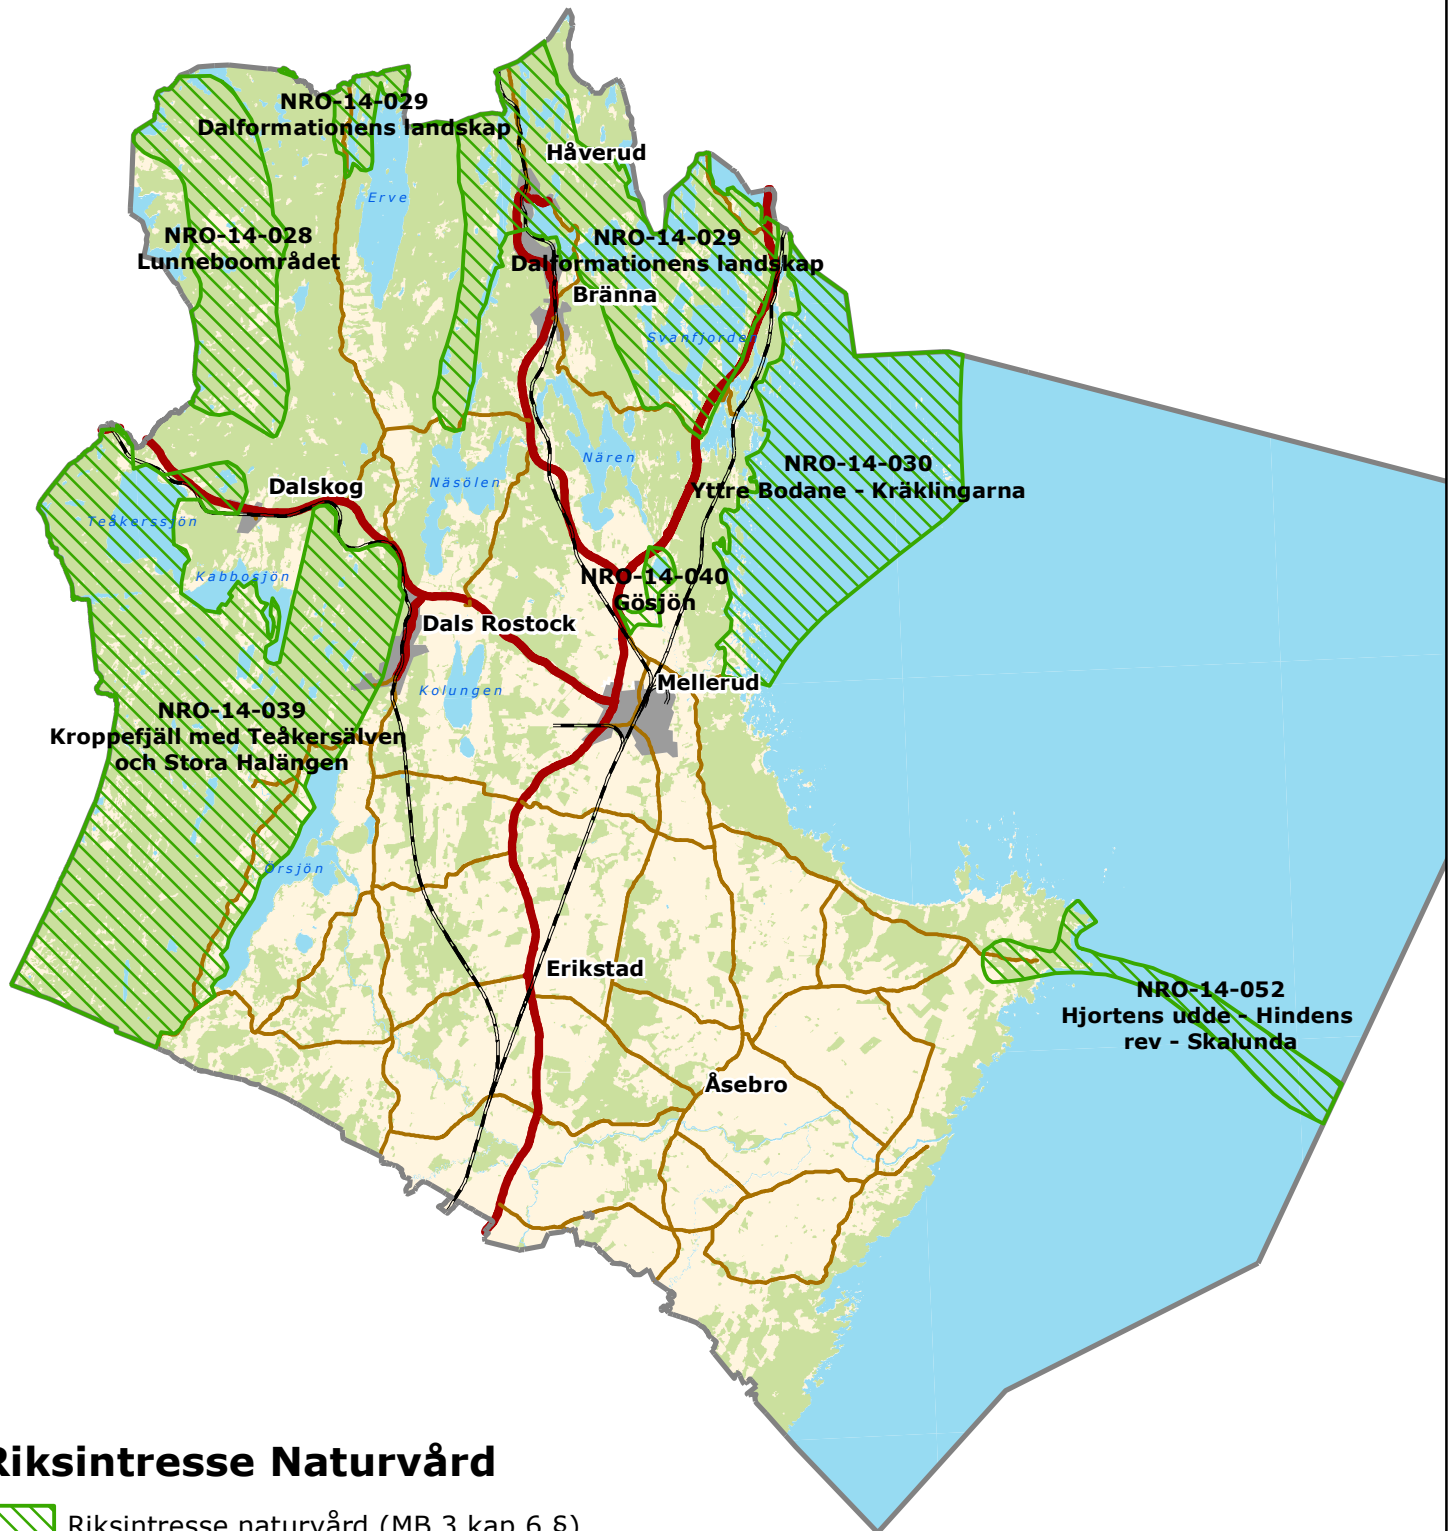 NRO-14-029
Dalformationens landskap
Håverud
Erve
NRO-14-028
Lunneboområdet
NRO-14-029
Dalformationens landskap
Bränna
Svanfjorden
Nären
NRO-14-030
Yttre Bodane - Kräklingarna
Näsölen
Dalskog
Teåkerssjön
Kabbosjön
NRO-14-040
Gösjön
Dals Rostock
Mellerud
Kolungen
NRO-14-039
Kroppefjäll med Teåkersälven
och Stora Halängen
Örsjön
Erikstad
NRO-14-052
Hjortens udde - Hindens
rev - Skalunda
Åsebro
Riksintresse Naturvård
Riksintresse naturvård (MB 3 kap 6 §)